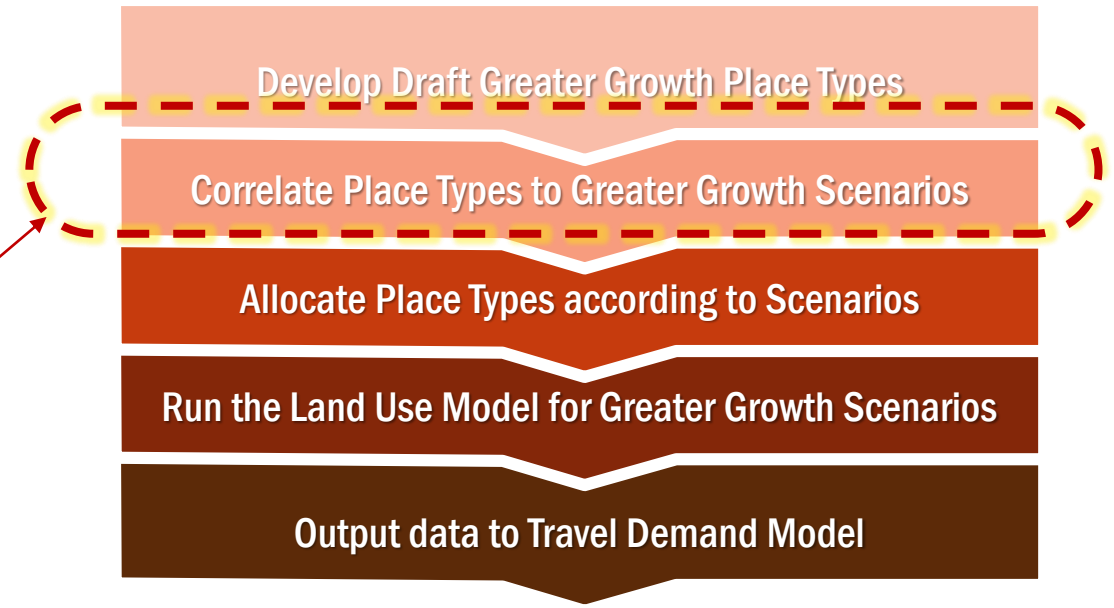 Develop Draft Greater Growth Place Types
Correlate Place Types to Greater Growth Scenarios
Allocate Place Types according to Scenarios
Run the Land Use Model for Greater Growth Scenarios
Output data to Travel Demand Model